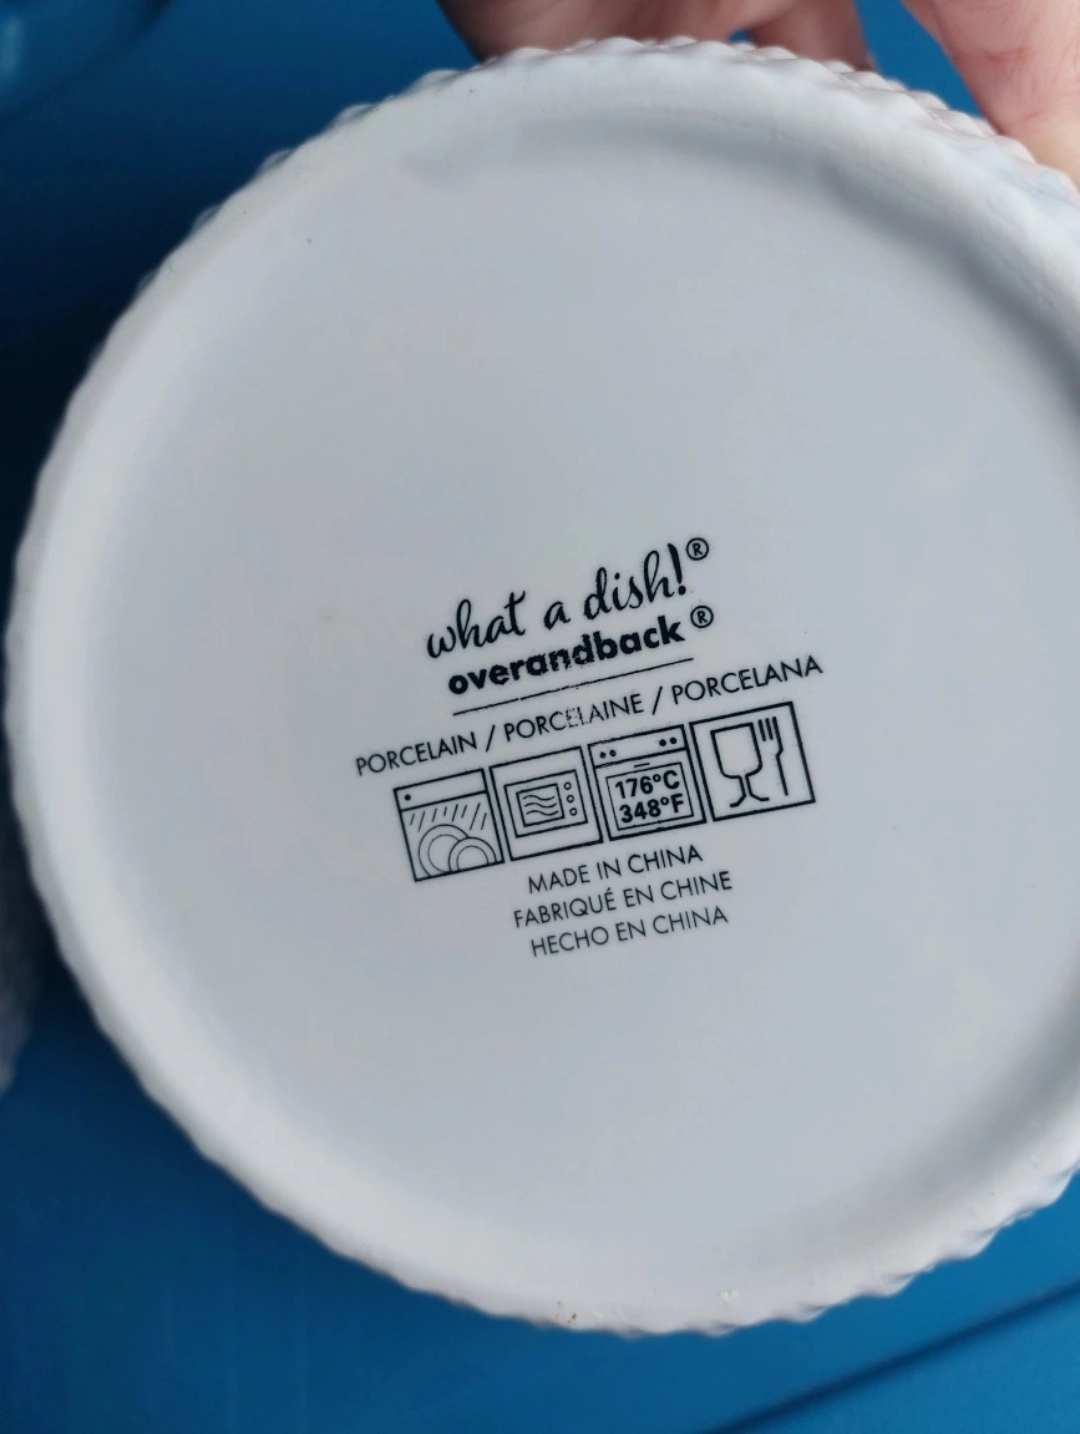 what a dish!®
overandback®
PORCELAIN / PORCELAINE / PORCELANA
176°C
348°F
MADE IN CHINA
FABRIQUÉ EN CHINE
HECHO EN CHINA